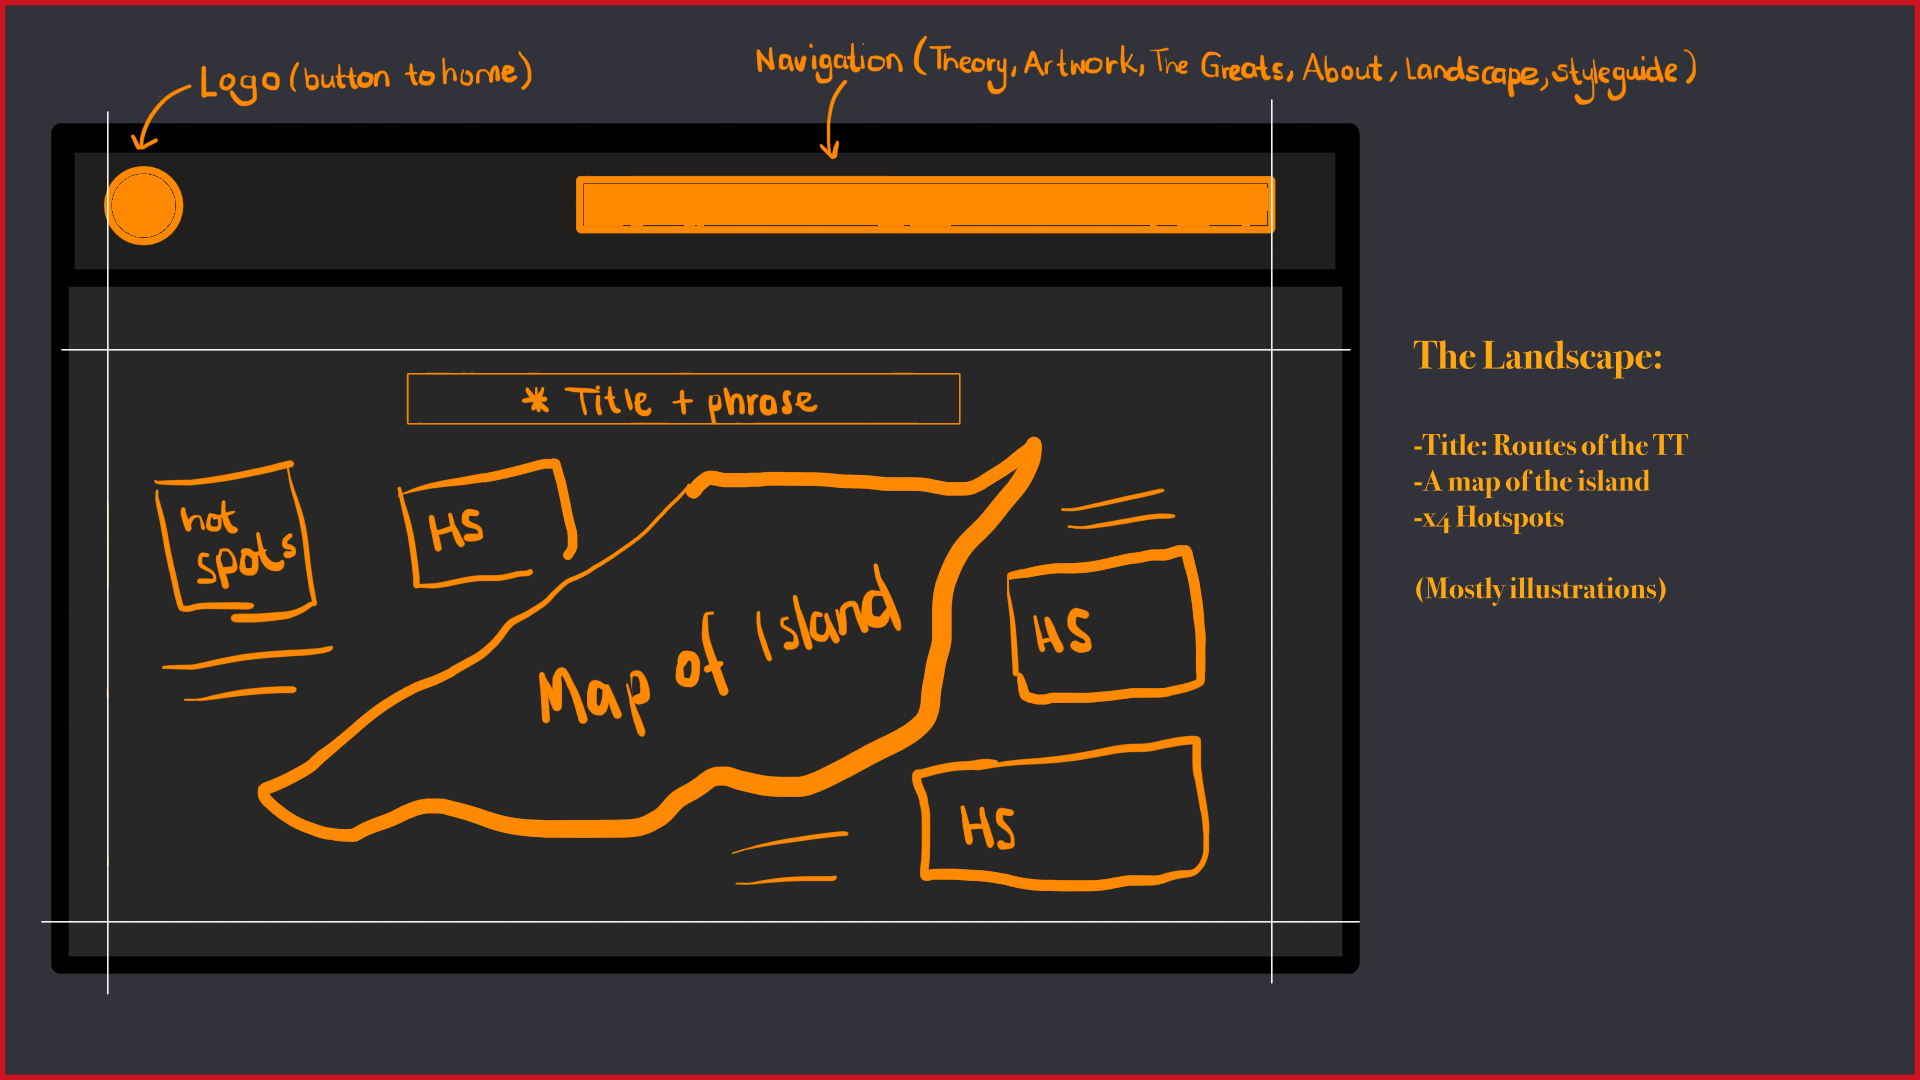 Logo (button to home)
Navigation (Theory, Artwork, The Greats, About, Landscape, styleguide)
* Title + phrase
hot
spots
HS
Map of Island
HS
HS
The Landscape:
-Title: Routes of the TT
-A map of the island
-x4 Hotspots
(Mostly illustrations)